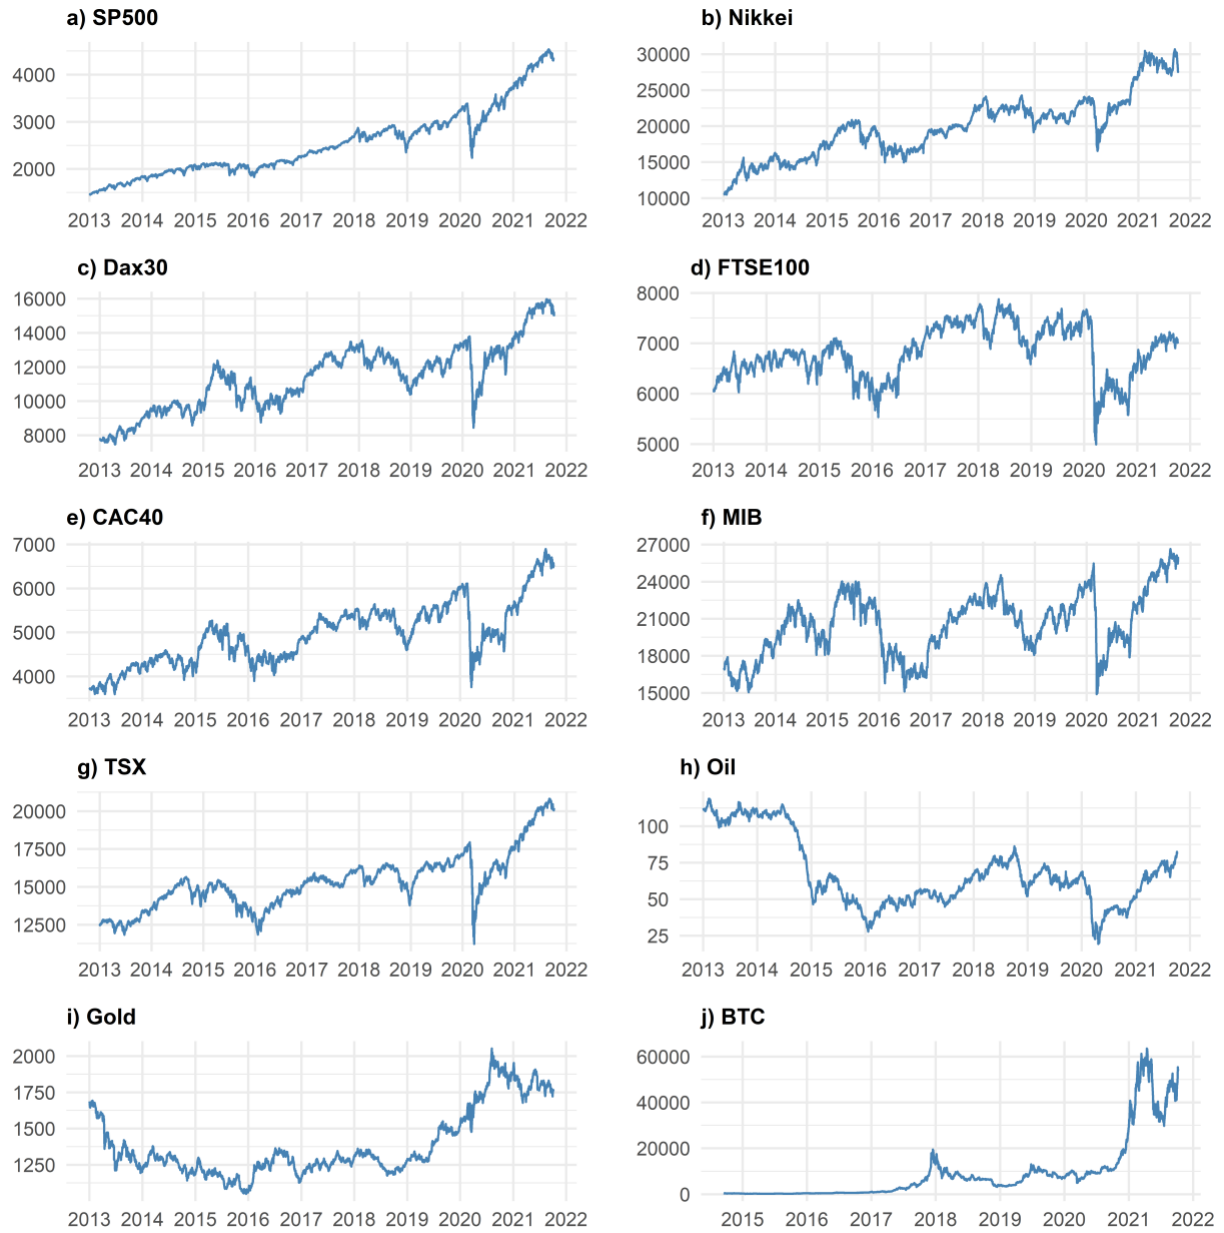 a) SP500
4000
3000
2000
2013 2014 2015 2016 2017 2018 2019 2020 2021 2022
b) Nikkei
30000
25000
20000
15000
10000
2013 2014 2015 2016 2017 2018 2019 2020 2021 2022
c) Dax30
16000
14000
12000
10000
8000
2013 2014 2015 2016 2017 2018 2019 2020 2021 2022
d) FTSE100
8000
7000
6000
5000
2013 2014 2015 2016 2017 2018 2019 2020 2021 2022
e) CAC40
7000
6000
5000
4000
2013 2014 2015 2016 2017 2018 2019 2020 2021 2022
f) MIB
27000
24000
21000
18000
15000
2013 2014 2015 2016 2017 2018 2019 2020 2021 2022
g) TSX
20000
17500
15000
12500
2013 2014 2015 2016 2017 2018 2019 2020 2021 2022
h) Oil
100
75
50
25
2013 2014 2015 2016 2017 2018 2019 2020 2021 2022
i) Gold
2000
1750
1500
1250
2013 2014 2015 2016 2017 2018 2019 2020 2021 2022
j) BTC
60000
40000
20000
0
2015 2016 2017 2018 2019 2020 2021 2022